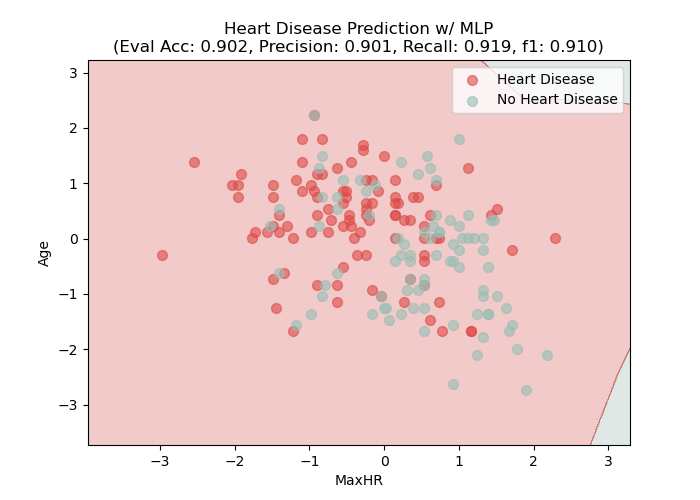 Heart Disease Prediction w/ MLP
(Eval Acc: 0.902, Precision: 0.901, Recall: 0.919, f1: 0.910)
Heart Disease
No Heart Disease
3
2
1
0
−1
−2
−3
Age
−3 −2 −1 0 1 2 3
MaxHR